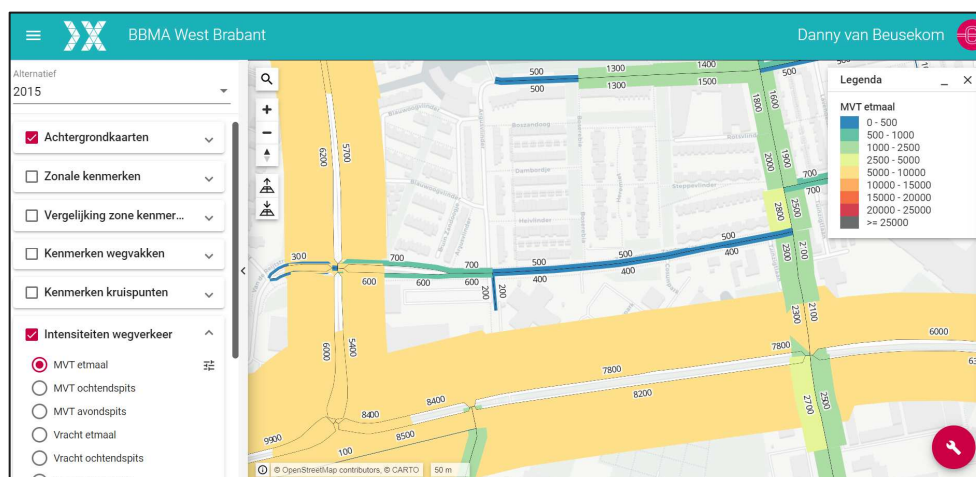 BBMA West Brabant
Danny van Beusekom
Alternatief
2015
Achtergrondkaarten
Zonale kenmerken
Vergelijking zone kenmer...
Kenmerken wegvakken
Kenmerken kruispunten
Intensiteiten wegverkeer
MVT etmaal
MVT ochtendspits
MVT avondspits
Vracht etmaal
Vracht ochtendspits
Legenda
MVT etmaal
0 - 500
500 - 1000
1000 - 2500
2500 - 5000
5000 - 10000
10000 - 15000
15000 - 20000
20000 - 25000
>= 25000
500
1300
1400
500
500
1300
1500
1800
1600
6200
5700
2000
1900
700
700
2800
2500
300
700
700
500
500
500
600
600
600
400
400
400
200
200
2300
2100
2300
2100
6000
5400
7800
7800
6000
8400
8200
8400
8500
9900
100
2700
2500
© OpenStreetMap contributors, © CARTO
50 m